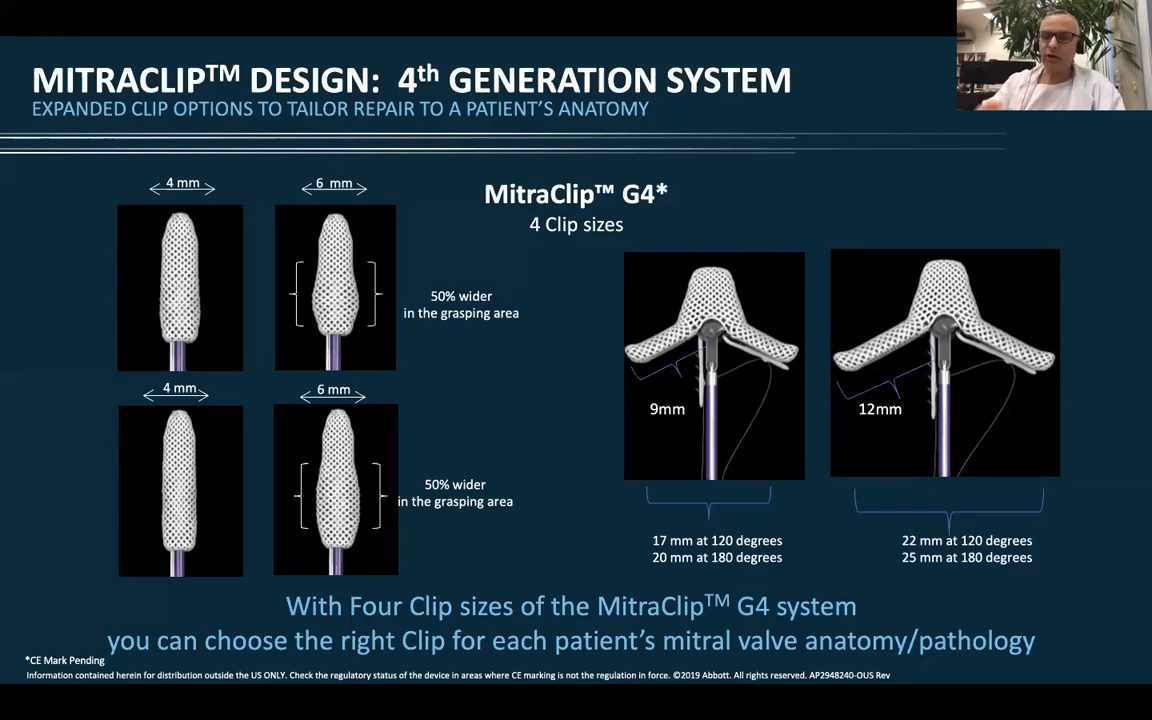 MITRACLIP™ DESIGN: 4th GENERATION SYSTEM
EXPANDED CLIP OPTIONS TO TAILOR REPAIR TO A PATIENT'S ANATOMY
4 mm
6 mm
MitraClip™ G4*
4 Clip sizes
50% wider
in the grasping area
4 mm
6 mm
50% wider
in the grasping area
9mm
12mm
17 mm at 120 degrees
20 mm at 180 degrees
22 mm at 120 degrees
25 mm at 180 degrees
With Four Clip sizes of the MitraClip™ G4 system
you can choose the right Clip for each patient's mitral valve anatomy/pathology
*CE Mark Pending
Information contained herein for distribution outside the US ONLY. Check the regulatory status of the device in areas where CE marking is not the regulation in force. ©2019 Abbott. All rights reserved. AP2948240-OUS Rev